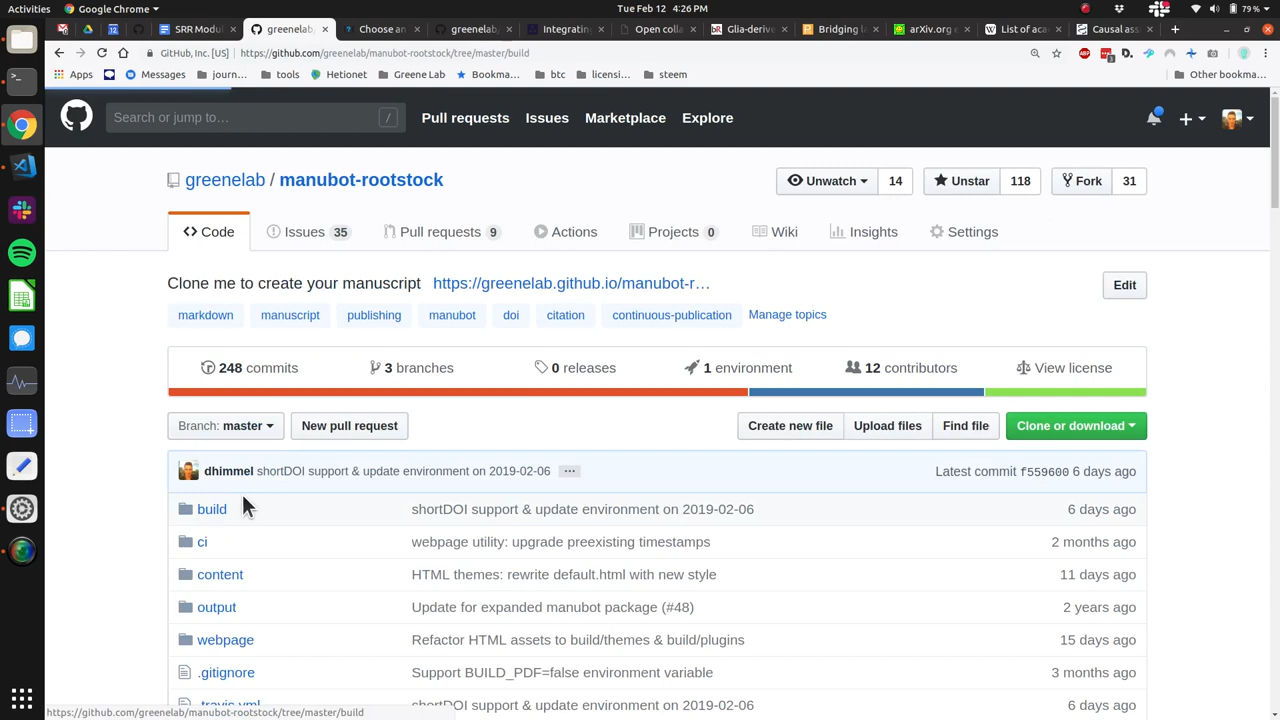 Activities
Google Chrome
Tue Feb 12 4:26 PM
79%
SRR Modul
greenelab,
Choose an
greenelab/
Integrating
Open colla
Glia-derive
Bridging l
arXiv.org e
List of aca
Causal asso
GitHub, Inc. [US] https://github.com/greenelab/manubot-rootstock/tree/master/build
Apps
Messages
journ...
tools
Hetionet
Greene Lab
Bookma...
btc
licensi...
steem
Other bookma...
Search or jump to...
/
Pull requests
Issues
Marketplace
Explore
greenelab / manubot-rootstock
Unwatch 14
Unstar 118
Fork 31
Code
Issues 35
Pull requests 9
Actions
Projects 0
Wiki
Insights
Settings
Clone me to create your manuscript https://greenelab.github.io/manubot-r...
Edit
markdown
manuscript
publishing
manubot
doi
citation
continuous-publication
Manage topics
248 commits
3 branches
0 releases
1 environment
12 contributors
View license
Branch: master
New pull request
Create new file
Upload files
Find file
Clone or download
dhimmel shortDOI support & update environment on 2019-02-06 ...
Latest commit f559600 6 days ago
build shortDOI support & update environment on 2019-02-06 6 days ago
ci webpage utility: upgrade preexisting timestamps 2 months ago
content HTML themes: rewrite default.html with new style 11 days ago
output Update for expanded manubot package (#48) 2 years ago
webpage Refactor HTML assets to build/themes & build/plugins 15 days ago
.gitignore Support BUILD_PDF=false environment variable 3 months ago
.travis.yml shortDOI support & update environment on 2019-02-06 6 days ago
https://github.com/greenelab/manubot-rootstock/tree/master/build